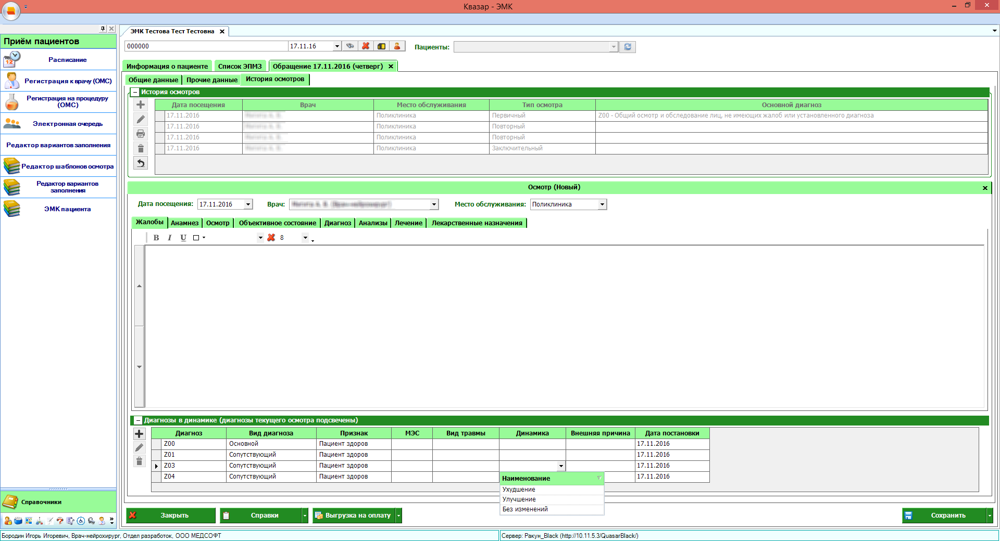 Квазар - ЭМК
ЭМК Тестова Тест Тестовна
Приём пациентов
Расписание
Регистрация к врачу (ОМС)
Регистрация на процедуру
(ОМС)
Электронная очередь
Редактор вариантов заполнения
Редактор шаблонов осмотра
Редактор вариантов
заполнения
ЭМК пациента
Справочники
000000 17.11.16 Пациенты:
Информация о пациенте Список ЭПМЗ Обращение 17.11.2016 (четверг)
Общие данные Прочие данные История осмотров
История осмотров
Дата посещения Врач Место обслуживания Тип осмотра Основной диагноз
17.11.2016 Поликлиника Первичный Z00 - Общий осмотр и обследование лиц, не имеющих жалоб или установленного диагноза
17.11.2016 Поликлиника Повторный
17.11.2016 Поликлиника Повторный
17.11.2016 Поликлиника Заключительный
Осмотр (Новый)
Дата посещения: 17.11.2016 Врач: Место обслуживания: Поликлиника
Жалобы Анамнез Осмотр Объективное состояние Диагноз Анализы Лечение Лекарственные назначения
B I U 8
Диагнозы в динамике (диагнозы текущего осмотра подсвечены)
Диагноз Вид диагноза Признак МЭС Вид травмы Динамика Внешняя причина Дата постановки
Z00 Основной Пациент здоров 17.11.2016
Z01 Сопутствующий Пациент здоров 17.11.2016
Z03 Сопутствующий Пациент здоров 17.11.2016
Z04 Сопутствующий Пациент здоров 17.11.2016
Наименование
Ухудшение
Улучшение
Без изменений
Закрыть Справки Выгрузка на оплату Сохранить
Бородин Игорь Игоревич, Врач-нейрохирург, Отдел разработок, ООО МЕДСОФТ Сервер: Ракун_Black (http://10.11.5.3/QuasarBlack/)